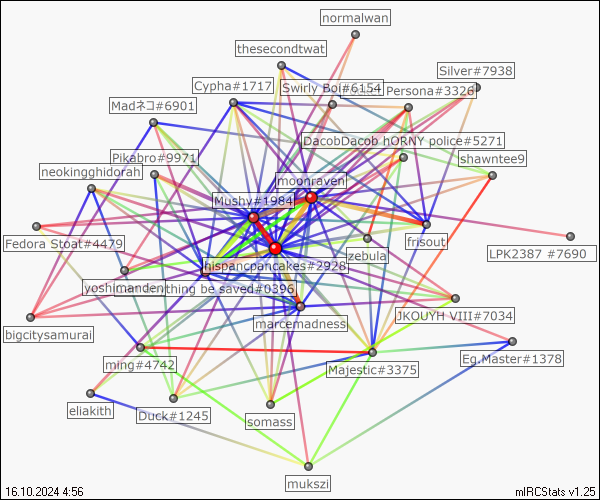 normalwan
thesecondtwat
Silver#7938
Cypha#1717
Swirly Boi#6154
Persona#3326
Madネコ#6901
DacobDacob hORNY police#5271
Pikabro#9971
shawntee9
neokingghidorah
moonraven
Mushy#1984
Fedora Stoat#4479
frisout
LPK2387 #7690
zebula
hispancpancakes#2928
yoshimanden
thing be saved#0396
bigcitysamurai
marcemadness
JKOUYH VIII#7034
ming#4742
Majestic#3375
Eg.Master#1378
eliakith
Duck#1245
somass
mukszi
16.10.2024 4:56
mIRCStats v1.25